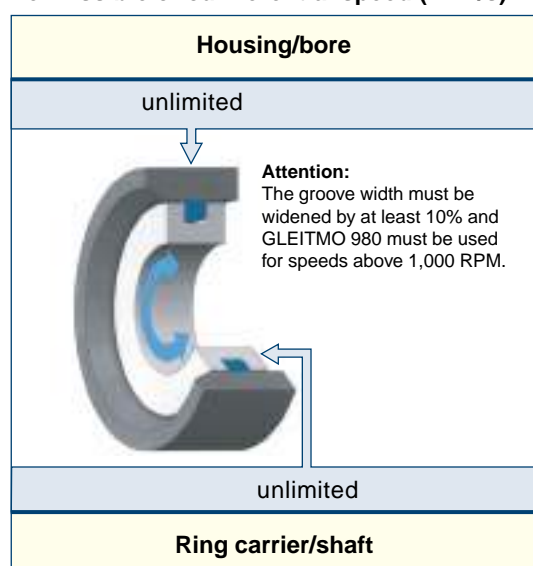 Housing/bore
unlimited
Attention:
The groove width must be
widened by at least 10% and
GLEITMO 980 must be used
for speeds above 1,000 RPM.
unlimited
Ring carrier/shaft